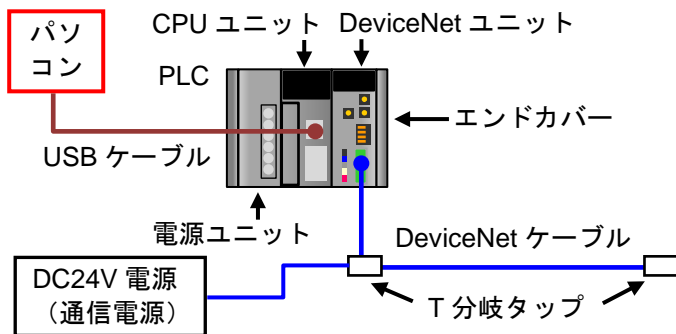 パソ
コン
CPU ユニット
DeviceNet ユニット
PLC
エンドカバー
USB ケーブル
電源ユニット
DeviceNet ケーブル
DC24V 電源
（通信電源）
T 分岐タップ